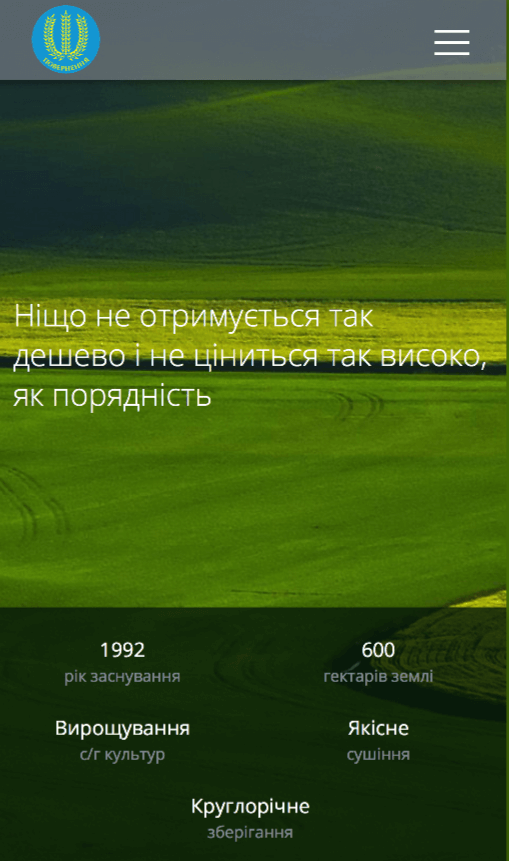 Ніщо не отримується так
дешево і не ціниться так високо,
як порядність
1992
рік заснування
600
гектарів землі
Вирощування
с/г культур
Якісне
сушіння
Круглорічне
зберігання